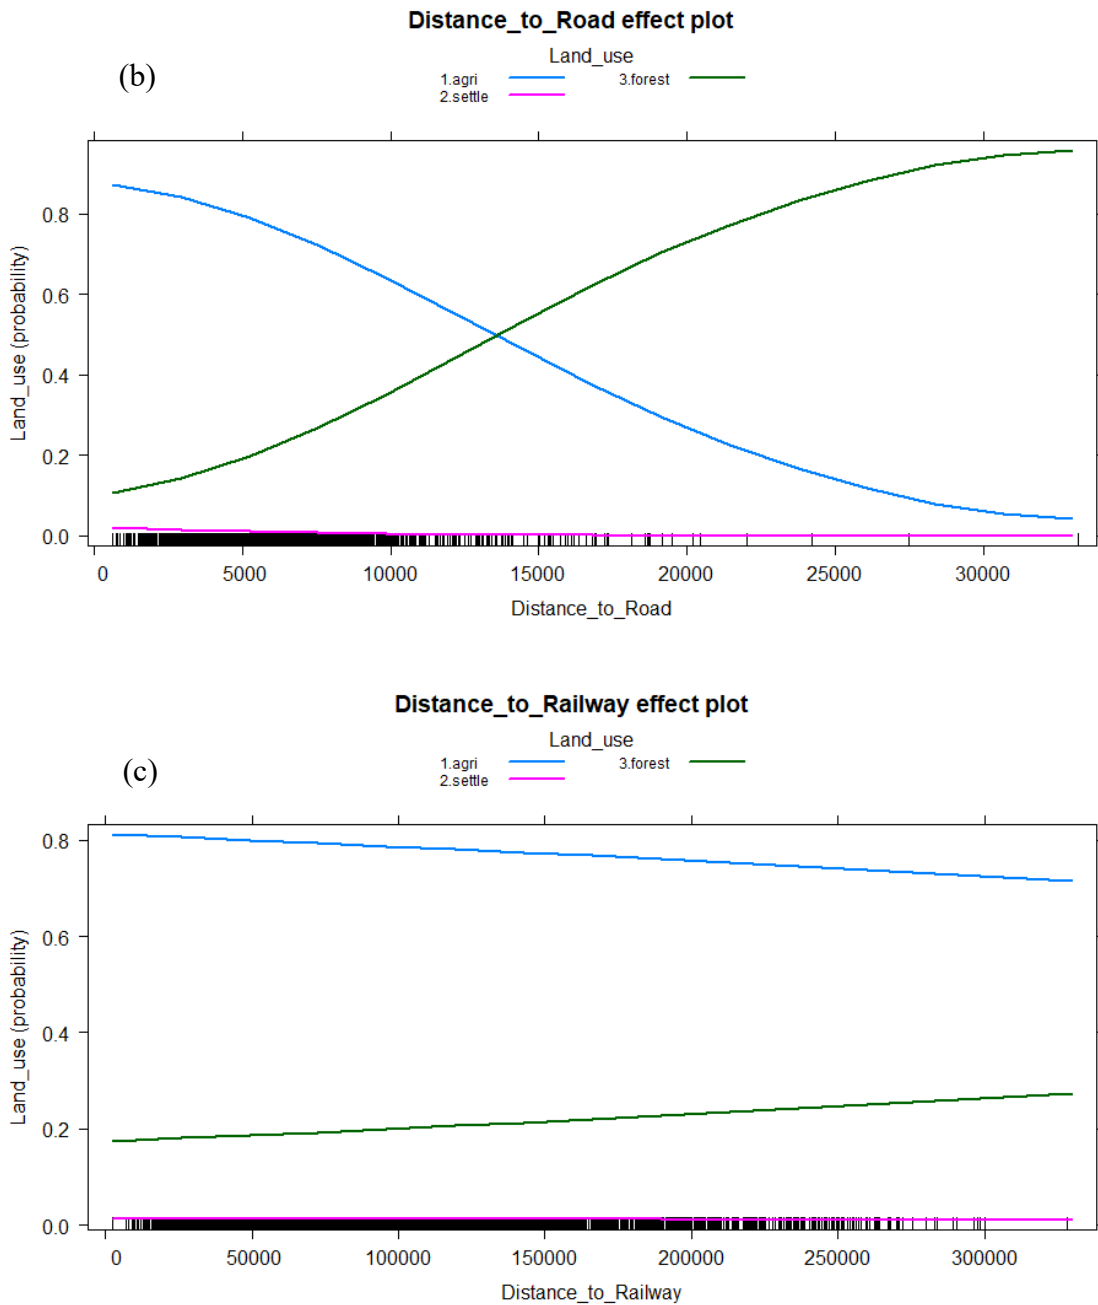 Distance_to_Road effect plot
(b)
Land_use
1.agri 3.forest
2.settle
Land_use (probability)
0.8
0.6
0.4
0.2
0.0
0 5000 10000 15000 20000 25000 30000
Distance_to_Road
Distance_to_Railway effect plot
(c)
Land_use
1.agri 3.forest
2.settle
Land_use (probability)
0.8
0.6
0.4
0.2
0.0
0 50000 100000 150000 200000 250000 300000
Distance_to_Railway